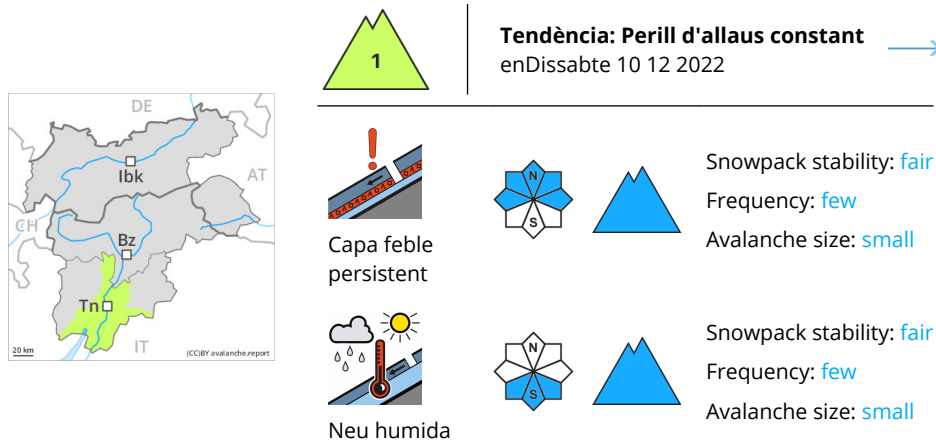 1
Tendència: Perill d'allaus constant
enDissabte 10 12 2022
DE
Ibk
AT
CH
Bz
Tn
IT
20 km
(CC)BY avalanche.report
N
S
Snowpack stability: fair
Frequency: few
Avalanche size: small
Capa feble
persistent
N
S
Snowpack stability: fair
Frequency: few
Avalanche size: small
Neu humida